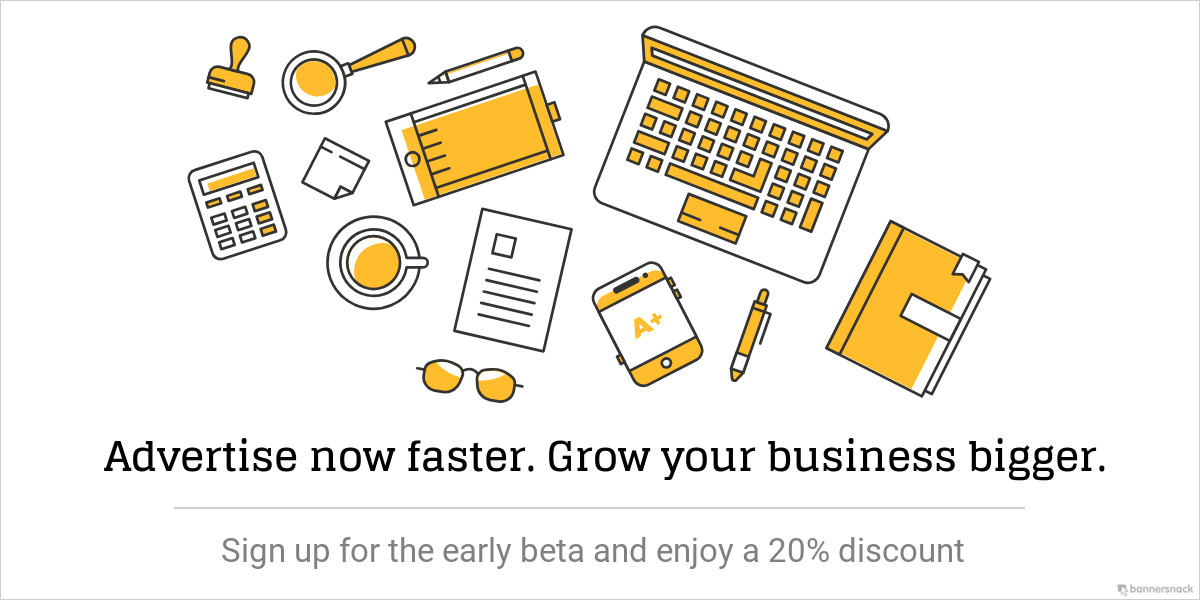 A+
Advertise now faster. Grow your business bigger.
Sign up for the early beta and enjoy a 20% discount
bannersnack